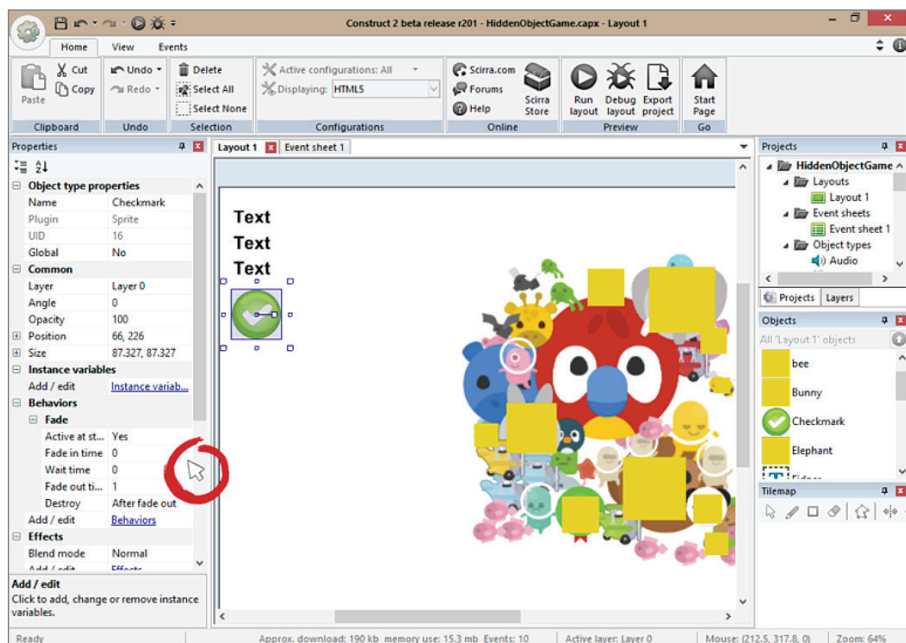 Construct 2 beta release r201 - HiddenObjectGame.capx - Layout 1
Home View Events
Paste
Cut
Copy
Clipboard
Undo
Redo
Undo
Delete
Select All
Select None
Selection
Active configurations: All
Displaying: HTML5
Configurations
Scirra.com
Forums
Help
Scirra Store
Online
Run layout
Debug layout
Export project
Preview
Start Page
Go
Properties
Object type properties
Name Checkmark
Plugin Sprite
UID 16
Global No
Common
Layer Layer 0
Angle 0
Opacity 100
Position 66, 226
Size 87.327, 87.327
Instance variables
Add / edit Instance variab...
Behaviors
Fade
Active at st... Yes
Fade in time 0
Wait time 0
Fade out ti... 1
Destroy After fade out
Add / edit Behaviors
Effects
Blend mode Normal
Add / edit Effects
Add / edit
Click to add, change or remove instance
variables.
Layout 1 Event sheet 1
Text
Text
Text
Projects
HiddenObjectGame
Layouts
Layout 1
Event sheets
Event sheet 1
Object types
Audio
Projects Layers
Objects
All 'Layout 1' objects
bee
Bunny
Checkmark
Elephant
Tilemap
Ready Approx. download: 190 kb memory use: 15.3 mb Events: 10 Active layer: Layer 0 Mouse: (212.5, 317.8, 0) Zoom: 64%